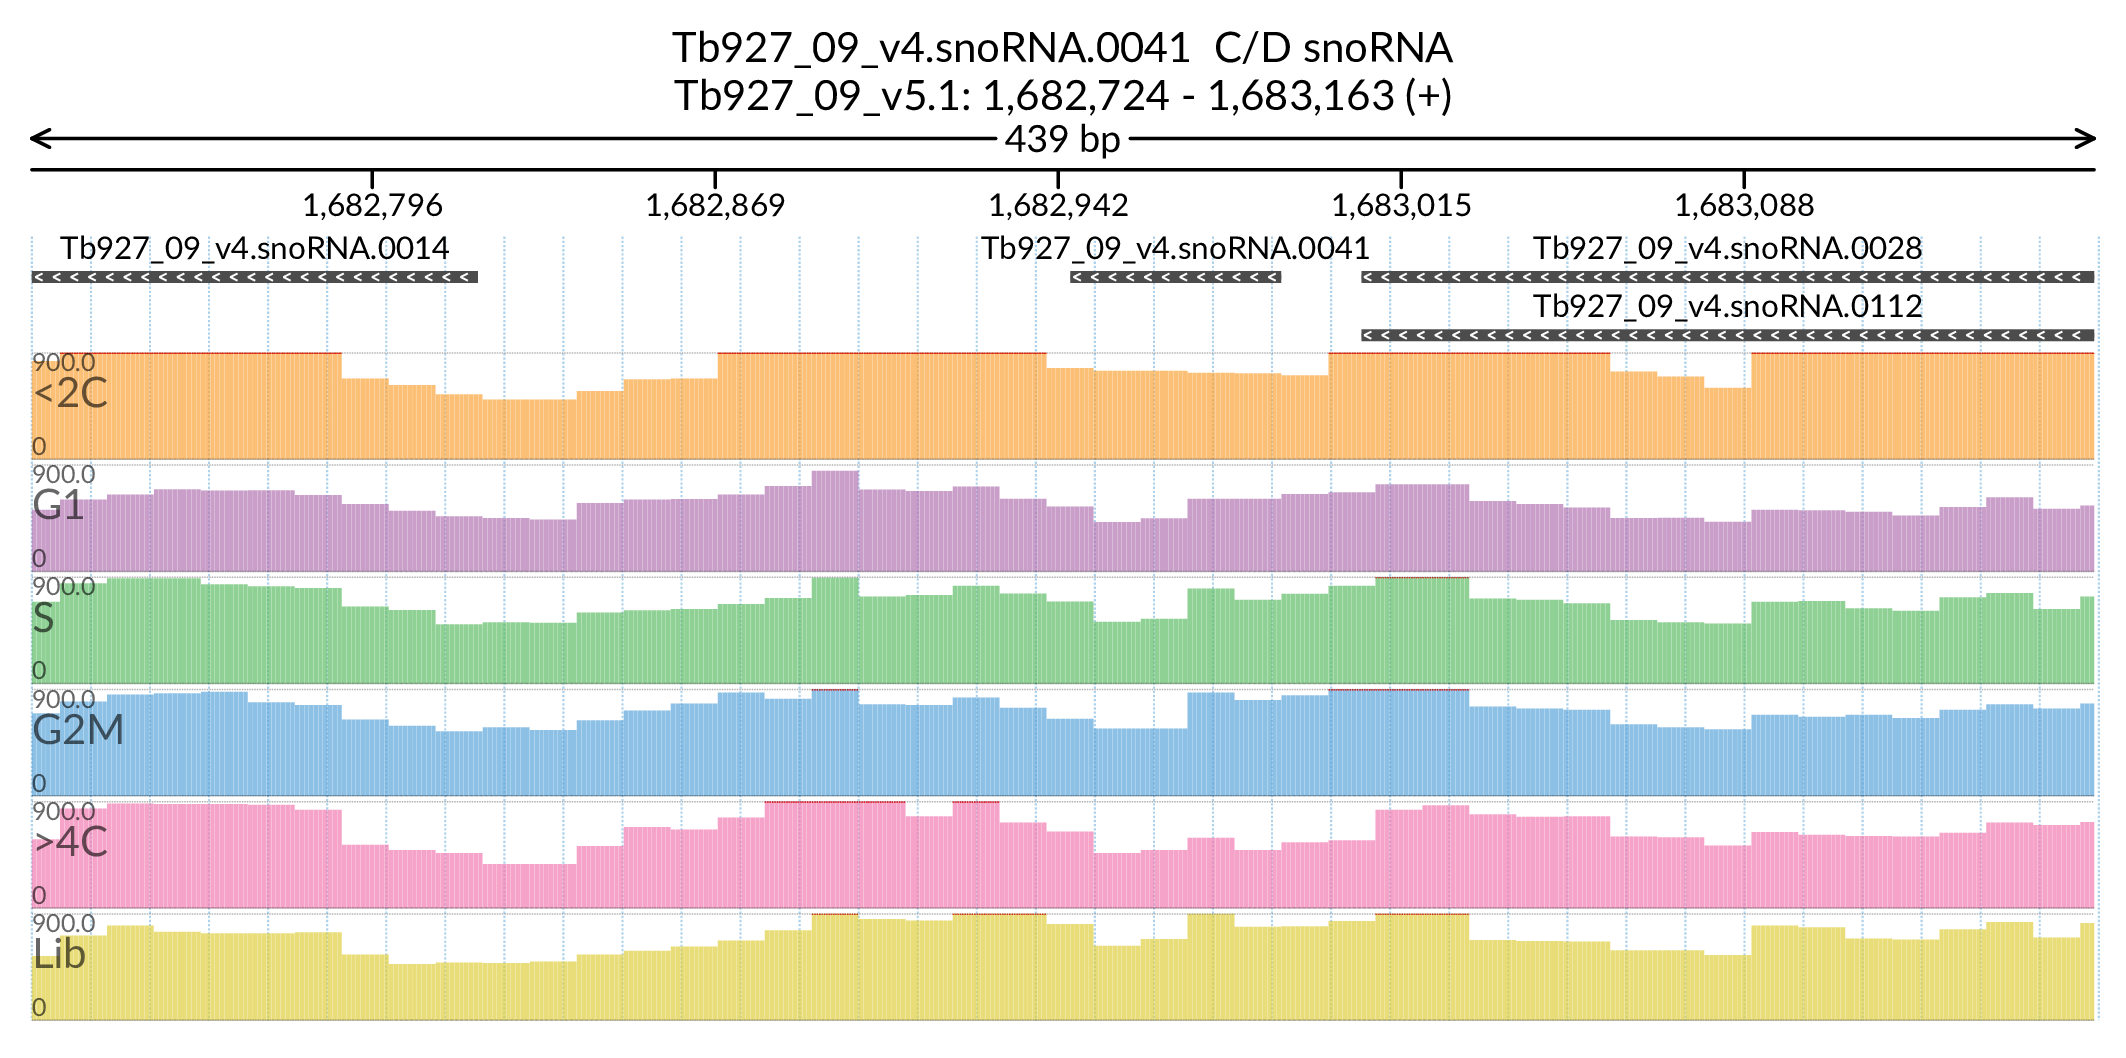 Tb927_09_v4.snoRNA.0041 C/D snoRNA
Tb927_09_v5.1: 1,682,724 - 1,683,163 (+)
439 bp
1,682,796 1,682,869 1,682,942 1,683,015 1,683,088
Tb927_09_v4.snoRNA.0014 Tb927_09_v4.snoRNA.0041 Tb927_09_v4.snoRNA.0028
Tb927_09_v4.snoRNA.0112
900.0
<2C
0
900.0
G1
0
900.0
S
0
900.0
G2M
0
900.0
>4C
0
900.0
Lib
0